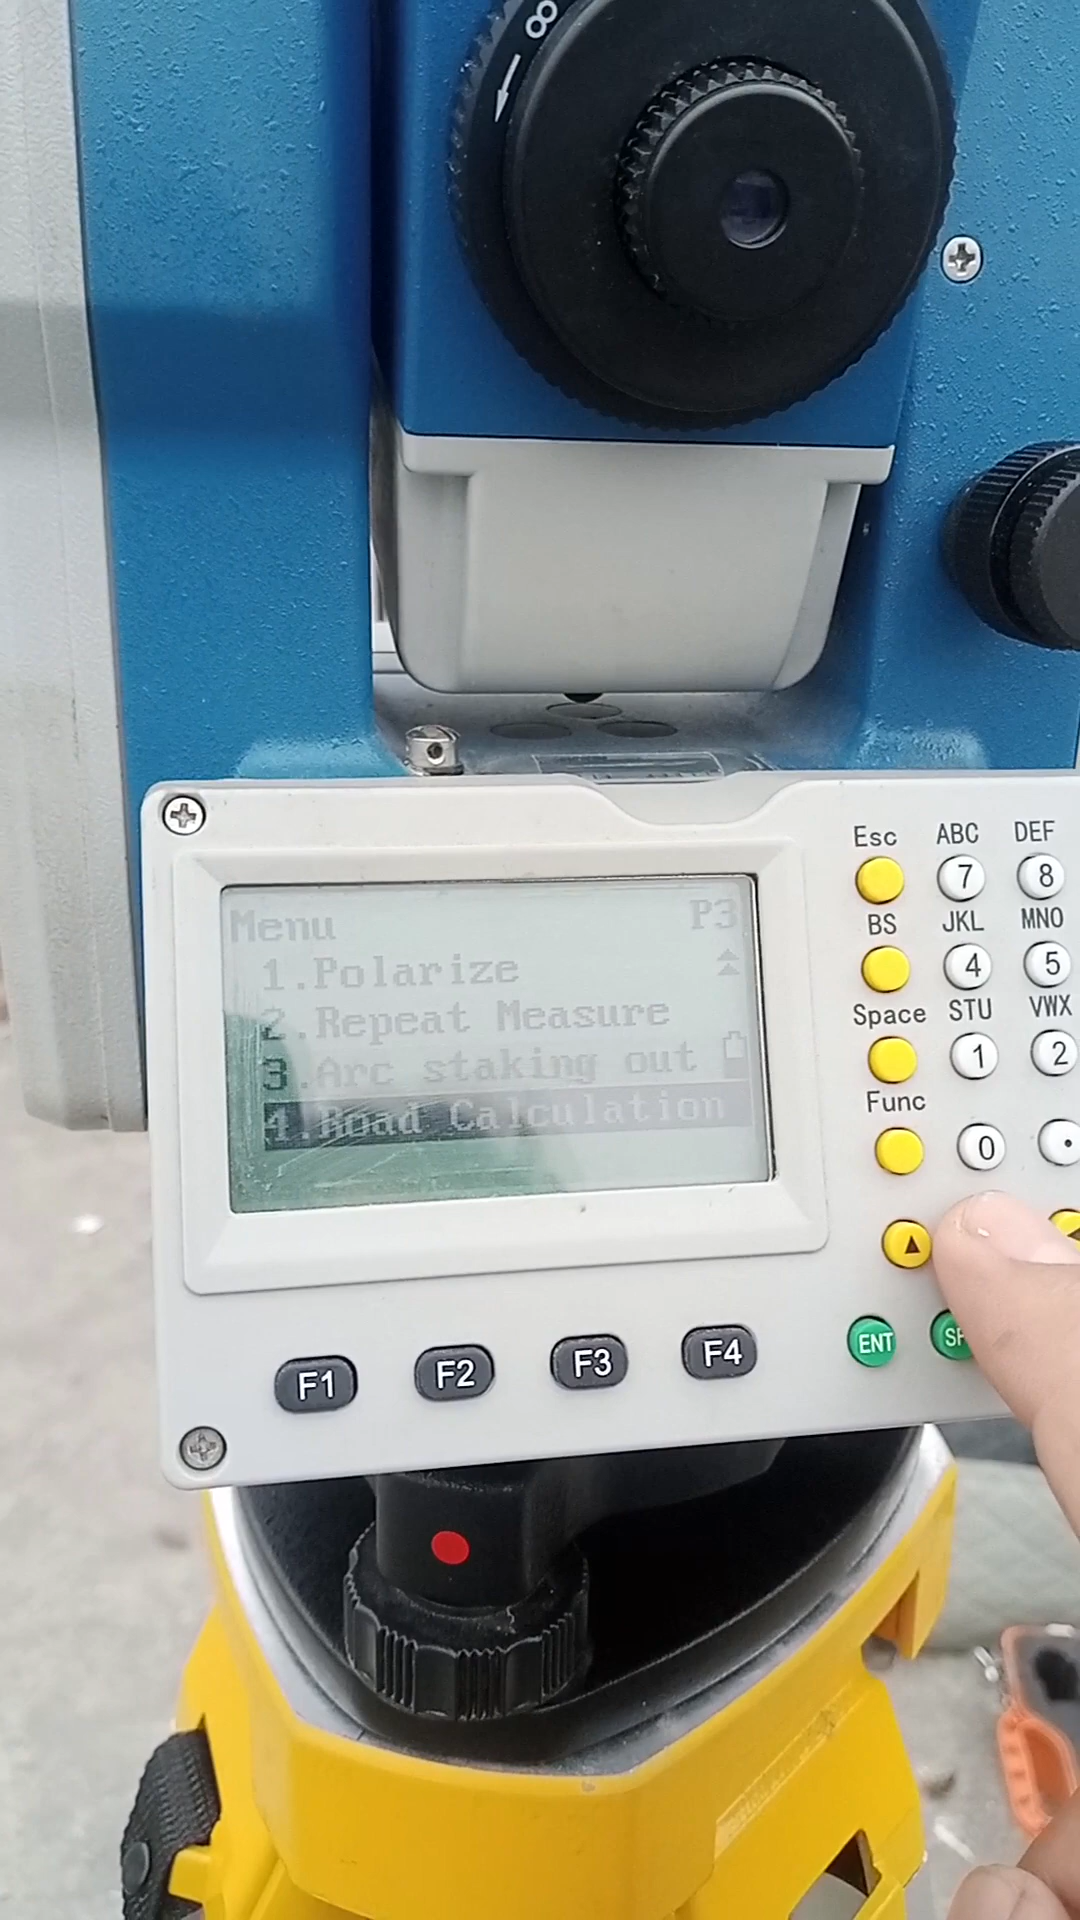 ∞
Menu P3
1.Polarize
2.Repeat Measure
3.Arc staking out
4.Road Calculation
Esc ABC DEF
7 8
BS JKL MNO
4 5
Space STU VWX
1 2
Func
0 •
ENT
F1 F2 F3 F4